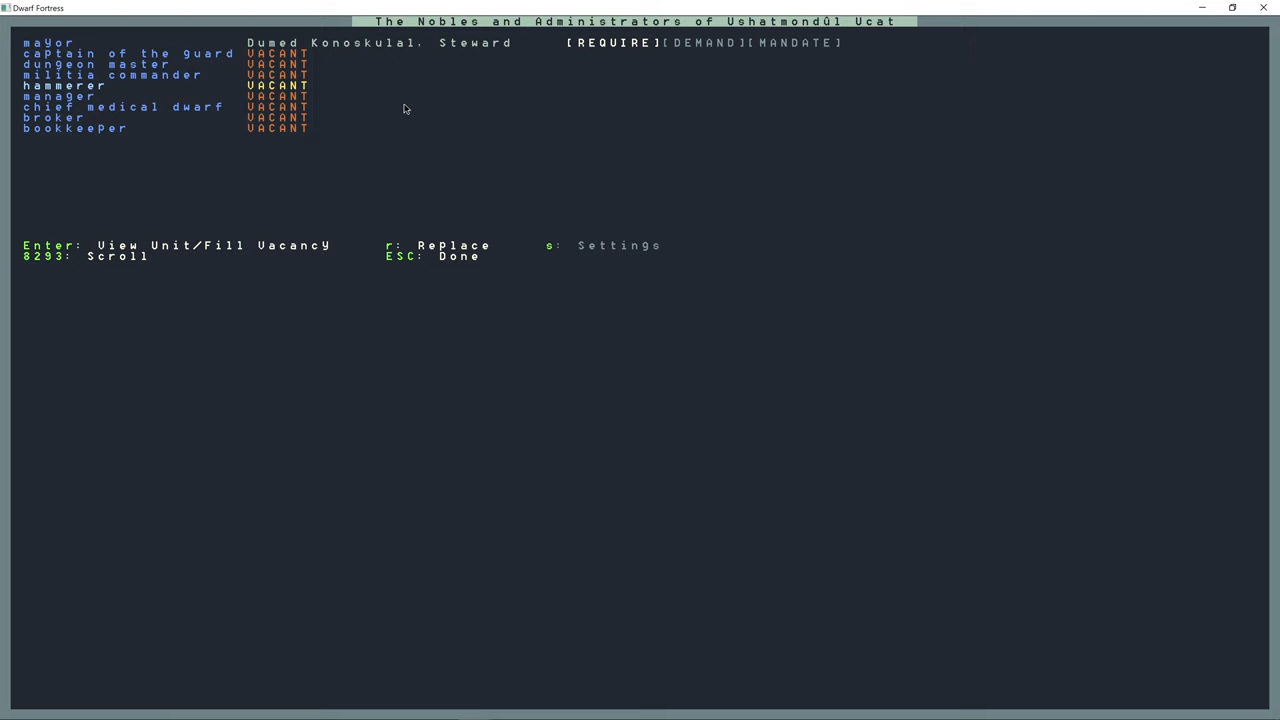 Dwarf Fortress
The Nobles and Administrators of Ushatmondûl Ucat
mayor Dumed Konoskulal, Steward [REQUIRE][DEMAND][MANDATE]
captain of the guard VACANT
dungeon master VACANT
militia commander VACANT
hammerer VACANT
manager VACANT
chief medical dwarf VACANT
broker VACANT
bookkeeper VACANT
Enter: View Unit/Fill Vacancy r: Replace s: Settings
8293: Scroll ESC: Done